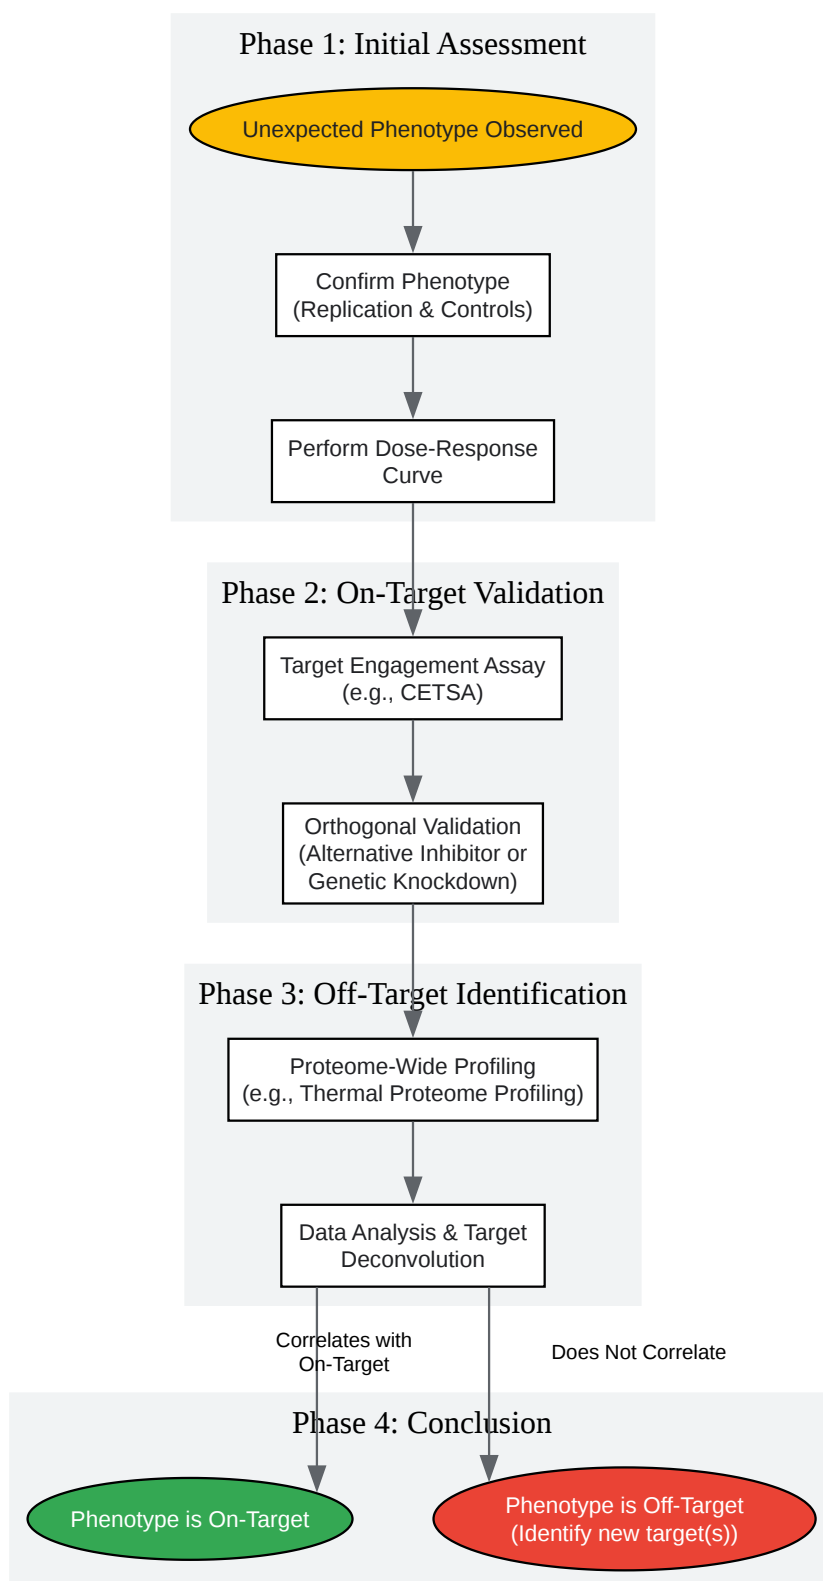 Phase 1: Initial Assessment
Unexpected Phenotype Observed
Confirm Phenotype
(Replication & Controls)
Perform Dose-Response
Curve
Phase 2: On-Target Validation
Target Engagement Assay
(e.g., CETSA)
Orthogonal Validation
(Alternative Inhibitor or
Genetic Knockdown)
Phase 3: Off-Target Identification
Proteome-Wide Profiling
(e.g., Thermal Proteome Profiling)
Data Analysis & Target
Deconvolution
Correlates with
On-Target
Does Not Correlate
Phase 4: Conclusion
Phenotype is On-Target
Phenotype is Off-Target
(Identify new target(s))